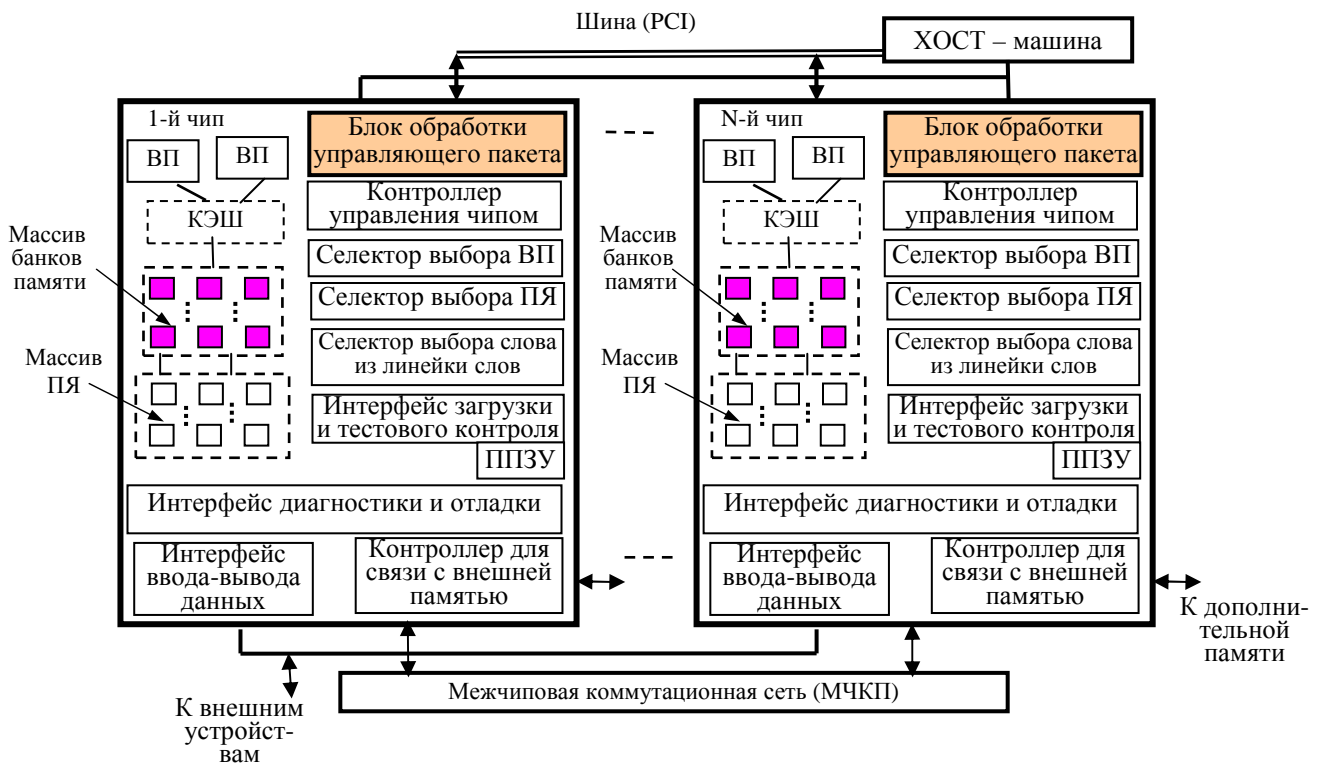 Шина (PCI)
ХОСТ – машина
1-й чип
ВП
ВП
КЭШ
Массив
банков
памяти
Массив
ПЯ
Блок обработки
управляющего пакета
Контроллер
управления чипом
Селектор выбора ВП
Селектор выбора ПЯ
Селектор выбора слова
из линейки слов
Интерфейс загрузки
и тестового контроля
ППЗУ
Интерфейс диагностики и отладки
Интерфейс
ввода-вывода
данных
Контроллер для
связи с внешней
памятью
N-й чип
ВП
ВП
КЭШ
Массив
банков
памяти
Массив
ПЯ
Блок обработки
управляющего пакета
Контроллер
управления чипом
Селектор выбора ВП
Селектор выбора ПЯ
Селектор выбора слова
из линейки слов
Интерфейс загрузки
и тестового контроля
ППЗУ
Интерфейс диагностики и отладки
Интерфейс
ввода-вывода
данных
Контроллер для
связи с внешней
памятью
К дополни-
тельной
памяти
Межчиповая коммутационная сеть (МЧКП)
К внешним
устройст-
вам